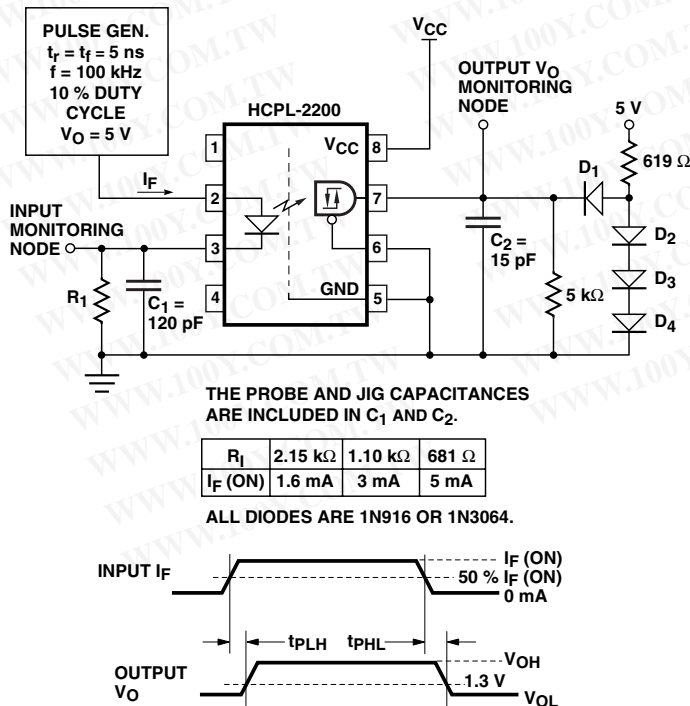 PULSE GEN.
tr = tf = 5 ns
f = 100 kHz
10 % DUTY
CYCLE
VO = 5 V
VCC
OUTPUT VO
MONITORING
NODE
5 V
HCPL-2200
619 Ω
D1
1
VCC
8
IF
2
7
INPUT
MONITORING
NODE
D2
C2 =
15 pF
3
6
D3
R1
C1 =
120 pF
GND
4
5
5 kΩ
D4
THE PROBE AND JIG CAPACITANCES
ARE INCLUDED IN C1 AND C2.
RI 2.15 kΩ 1.10 kΩ 681 Ω
IF (ON) 1.6 mA 3 mA 5 mA
ALL DIODES ARE 1N916 OR 1N3064.
INPUT IF
IF (ON)
50 % IF (ON)
0 mA
tPLH
tPHL
OUTPUT
VO
VOH
1.3 V
VOL
WWW.100Y.COM.TW